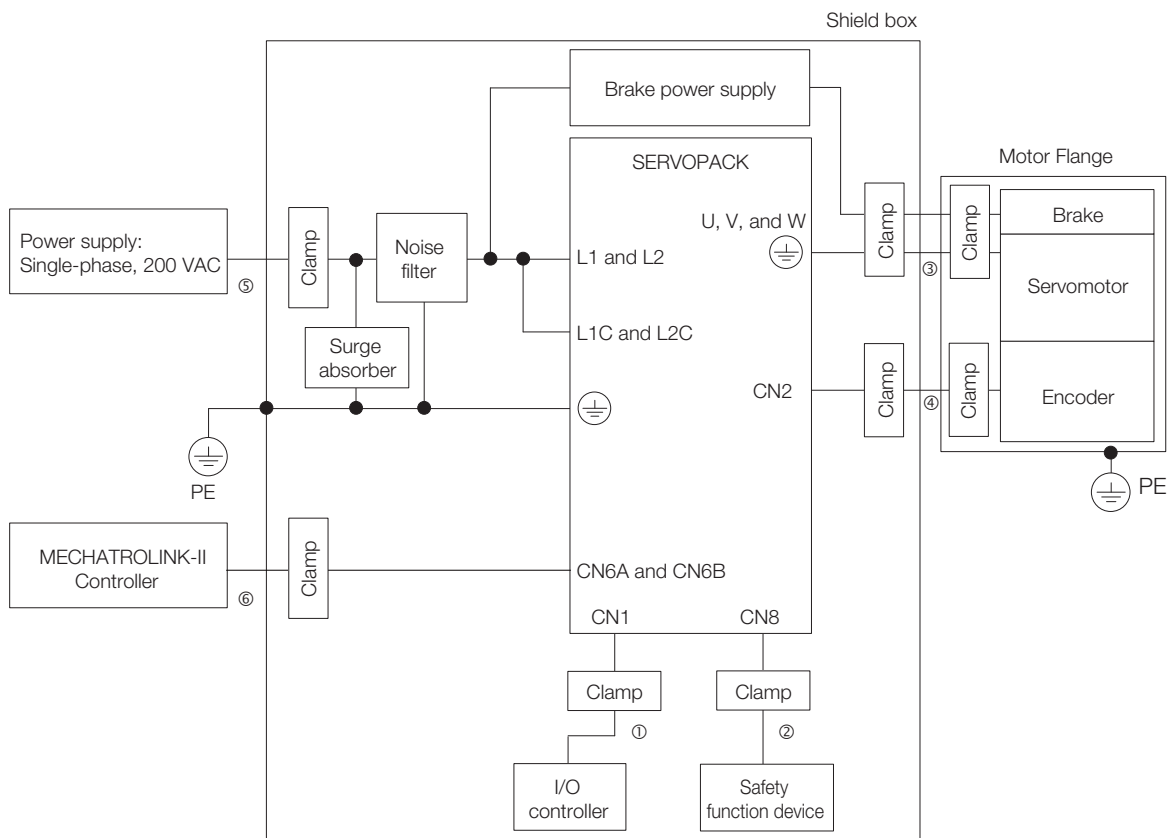 Shield box
Brake power supply
SERVOPACK
Motor Flange
Power supply:
Single-phase, 200 VAC
⑤
Clamp
Noise
filter
Surge
absorber
L1 and L2
L1C and L2C
U, V, and W
Clamp
③
Clamp
Brake
Servomotor
CN2
Clamp
④
Clamp
Encoder
PE
PE
MECHATROLINK-II
Controller
⑥
Clamp
CN6A and CN6B
CN1
CN8
Clamp
Clamp
①
②
I/O
controller
Safety
function device